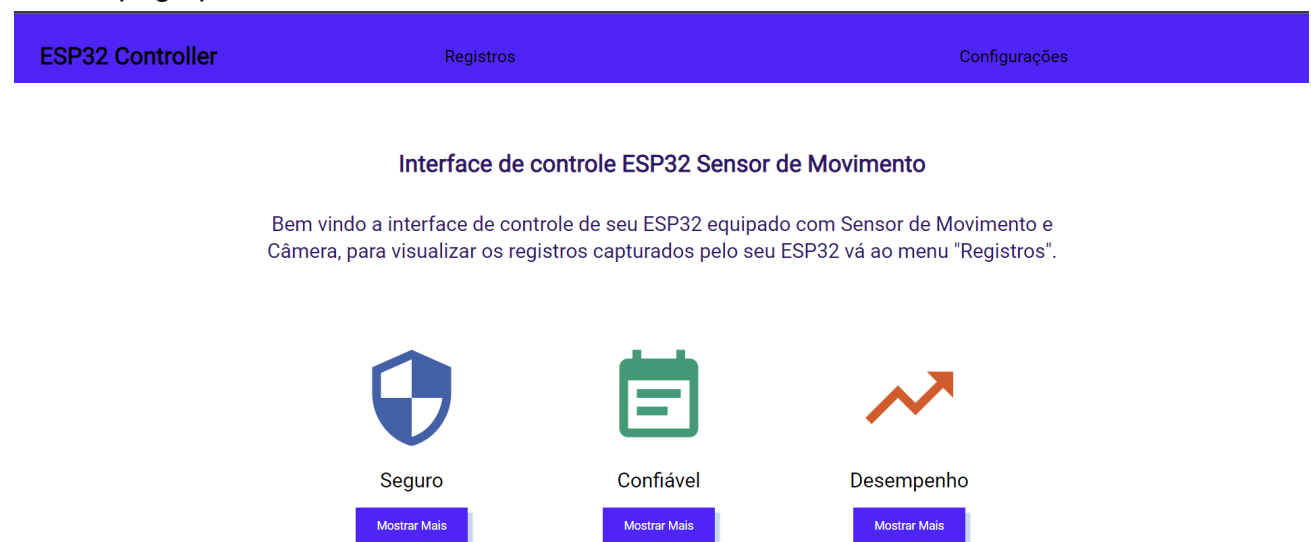 ESP32 Controller
Registros
Configurações
Interface de controle ESP32 Sensor de Movimento
Bem vindo a interface de controle de seu ESP32 equipado com Sensor de Movimento e
Câmera, para visualizar os registros capturados pelo seu ESP32 vá ao menu "Registros".
Seguro
Confiável
Desempenho
Mostrar Mais
Mostrar Mais
Mostrar Mais